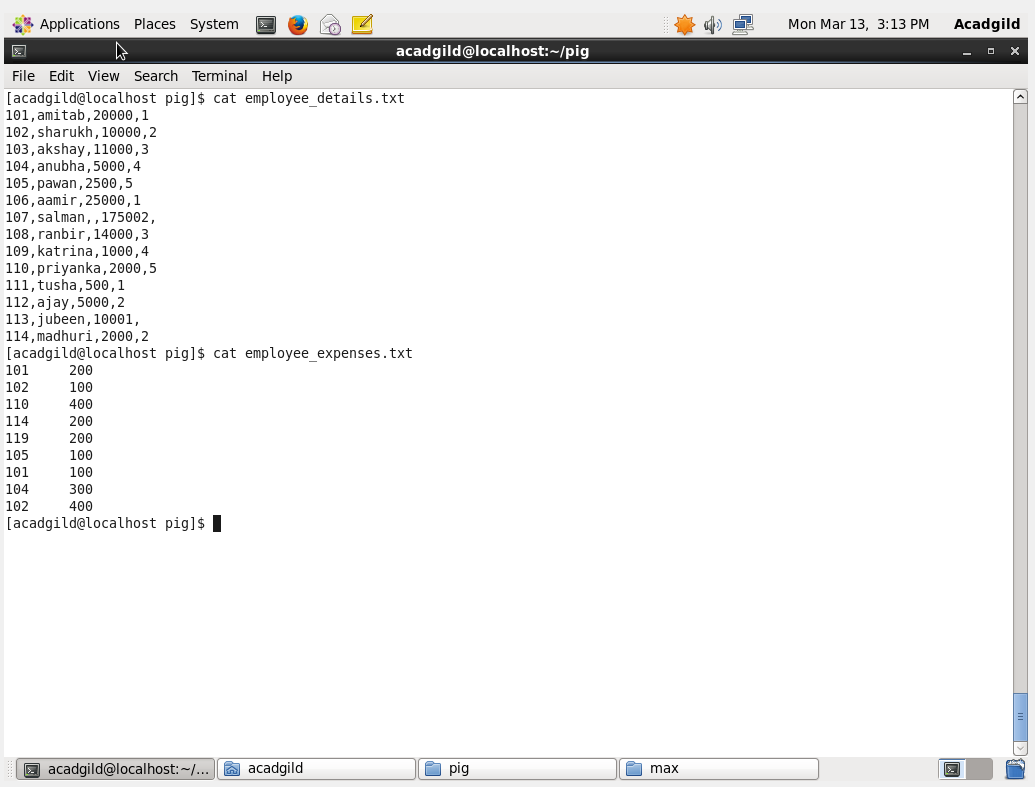 Applications Places System Mon Mar 13, 3:13 PM Acadgild
acadgild@localhost:~/pig
File Edit View Search Terminal Help
[acadgild@localhost pig]$ cat employee_details.txt
101,amitab,20000,1
102,sharukh,10000,2
103,akshay,11000,3
104,anubha,5000,4
105,pawan,2500,5
106,aamir,25000,1
107,salman,,175002,
108,ranbir,14000,3
109,katrina,1000,4
110,priyanka,2000,5
111,tusha,500,1
112,ajay,5000,2
113,jubeen,10001,
114,madhuri,2000,2
[acadgild@localhost pig]$ cat employee_expenses.txt
101 200
102 100
110 400
114 200
119 200
105 100
101 100
104 300
102 400
[acadgild@localhost pig]$
acadgild@localhost:~/... acadgild pig max